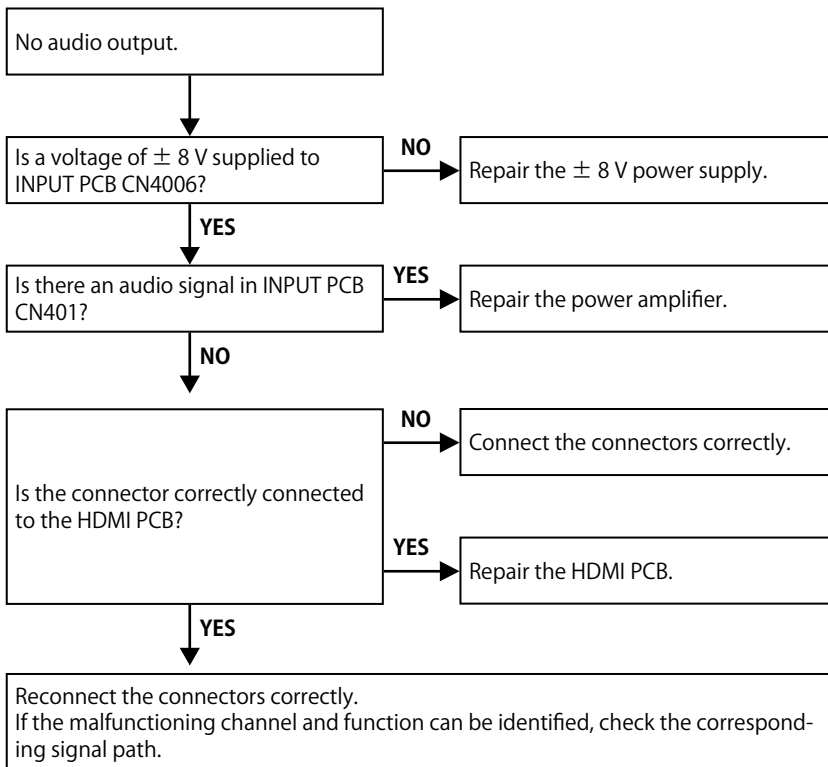 No audio output.
Is a voltage of ± 8 V supplied to
INPUT PCB CN4006?
NO
Repair the ± 8 V power supply.
YES
Is there an audio signal in INPUT PCB
CN401?
YES
Repair the power amplifier.
NO
Is the connector correctly connected
to the HDMI PCB?
NO
Connect the connectors correctly.
YES
Repair the HDMI PCB.
YES
Reconnect the connectors correctly.
If the malfunctioning channel and function can be identified, check the correspond-
ing signal path.